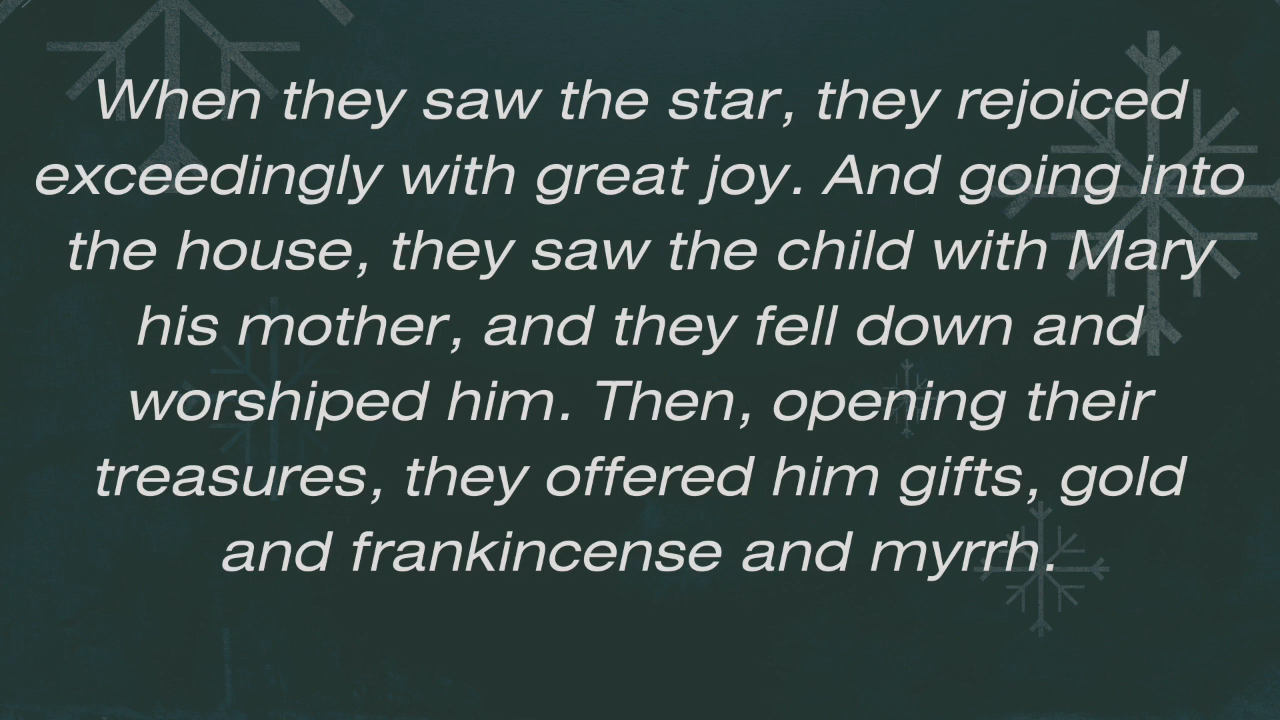 When they saw the star, they rejoiced
exceedingly with great joy. And going into
the house, they saw the child with Mary
his mother, and they fell down and
worshiped him. Then, opening their
treasures, they offered him gifts, gold
and frankincense and myrrh.